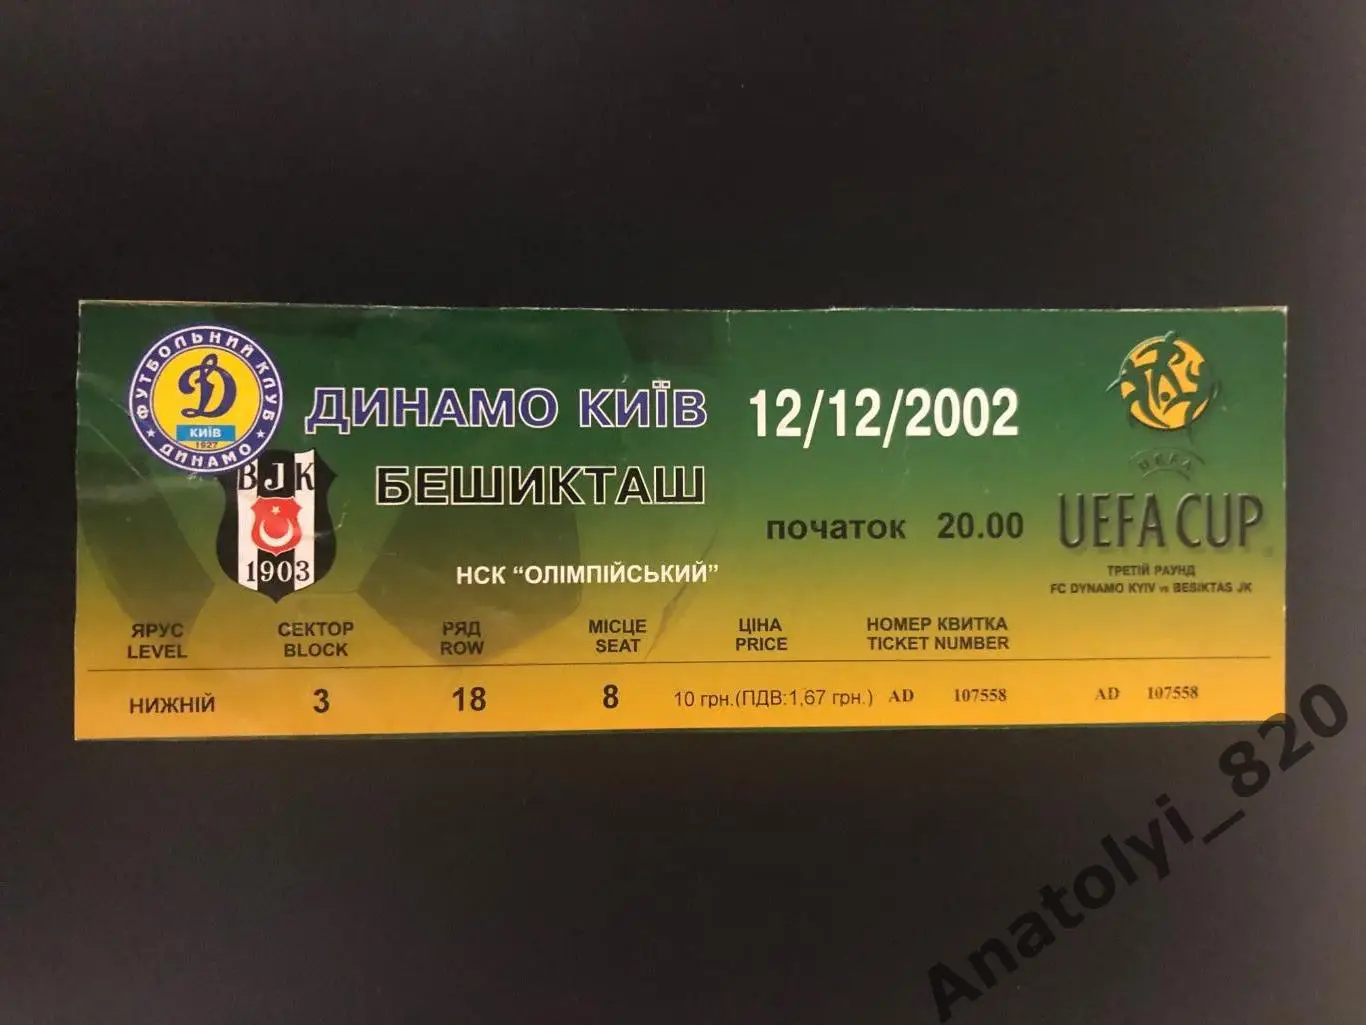 ФУТБОЛЬНИЙ КЛУБ
Д
КИЇВ
1927
ДИНАМО
BJK
1903
ДИНАМО КИЇВ
БЕШИКТАШ
НСК “ОЛІМПІЙСЬКИЙ”
12/12/2002
початок 20.00
UEFA
UEFA CUP
ТРЕТІЙ РАУНД
FC DYNAMO KYIV vs BESIKTAS JK
ЯРУС СЕКТОР РЯД МІСЦЕ ЦІНА НОМЕР КВИТКА
LEVEL BLOCK ROW SEAT PRICE TICKET NUMBER
НИЖНІЙ 3 18 8 10 грн.(ПДВ:1,67 грн.) AD 107558 AD 107558
Anatolyi_820